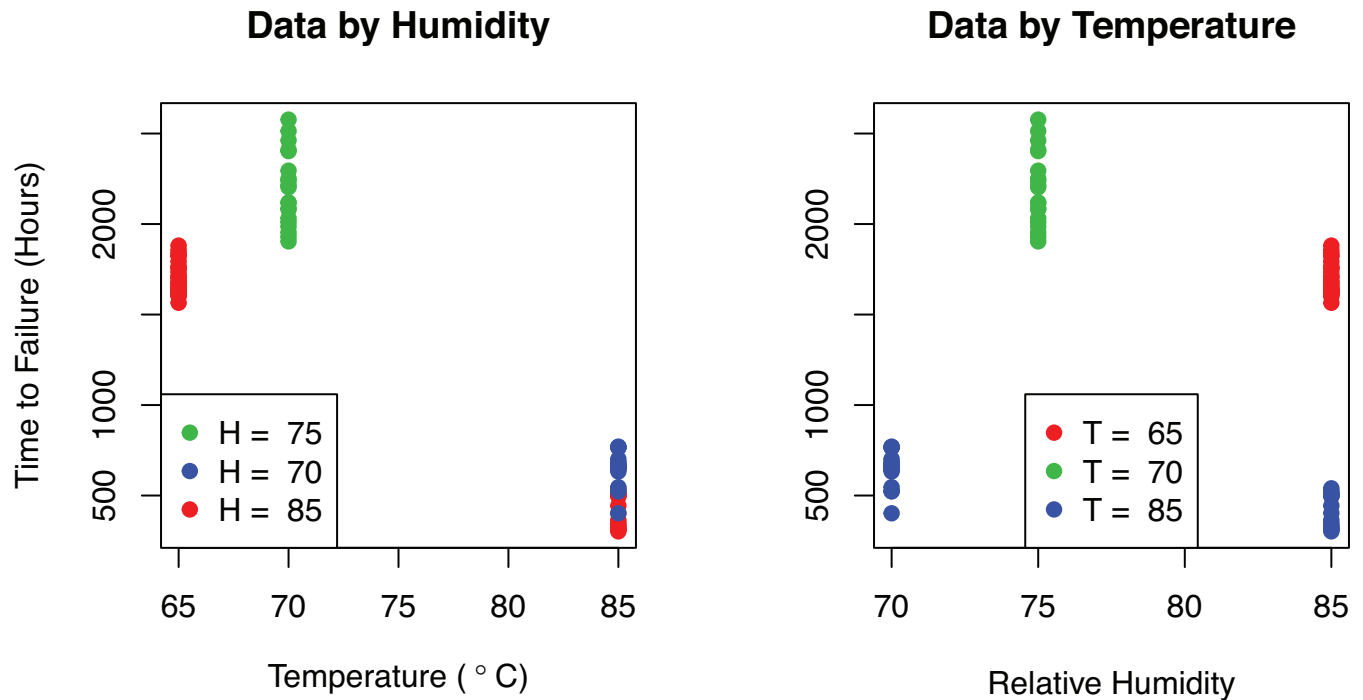 Data by Humidity
Time to Failure (Hours)
2000
1000
500
H = 75
H = 70
H = 85
65 70 75 80 85
Temperature ( ° C)
Data by Temperature
2000
1000
500
T = 65
T = 70
T = 85
70 75 80 85
Relative Humidity